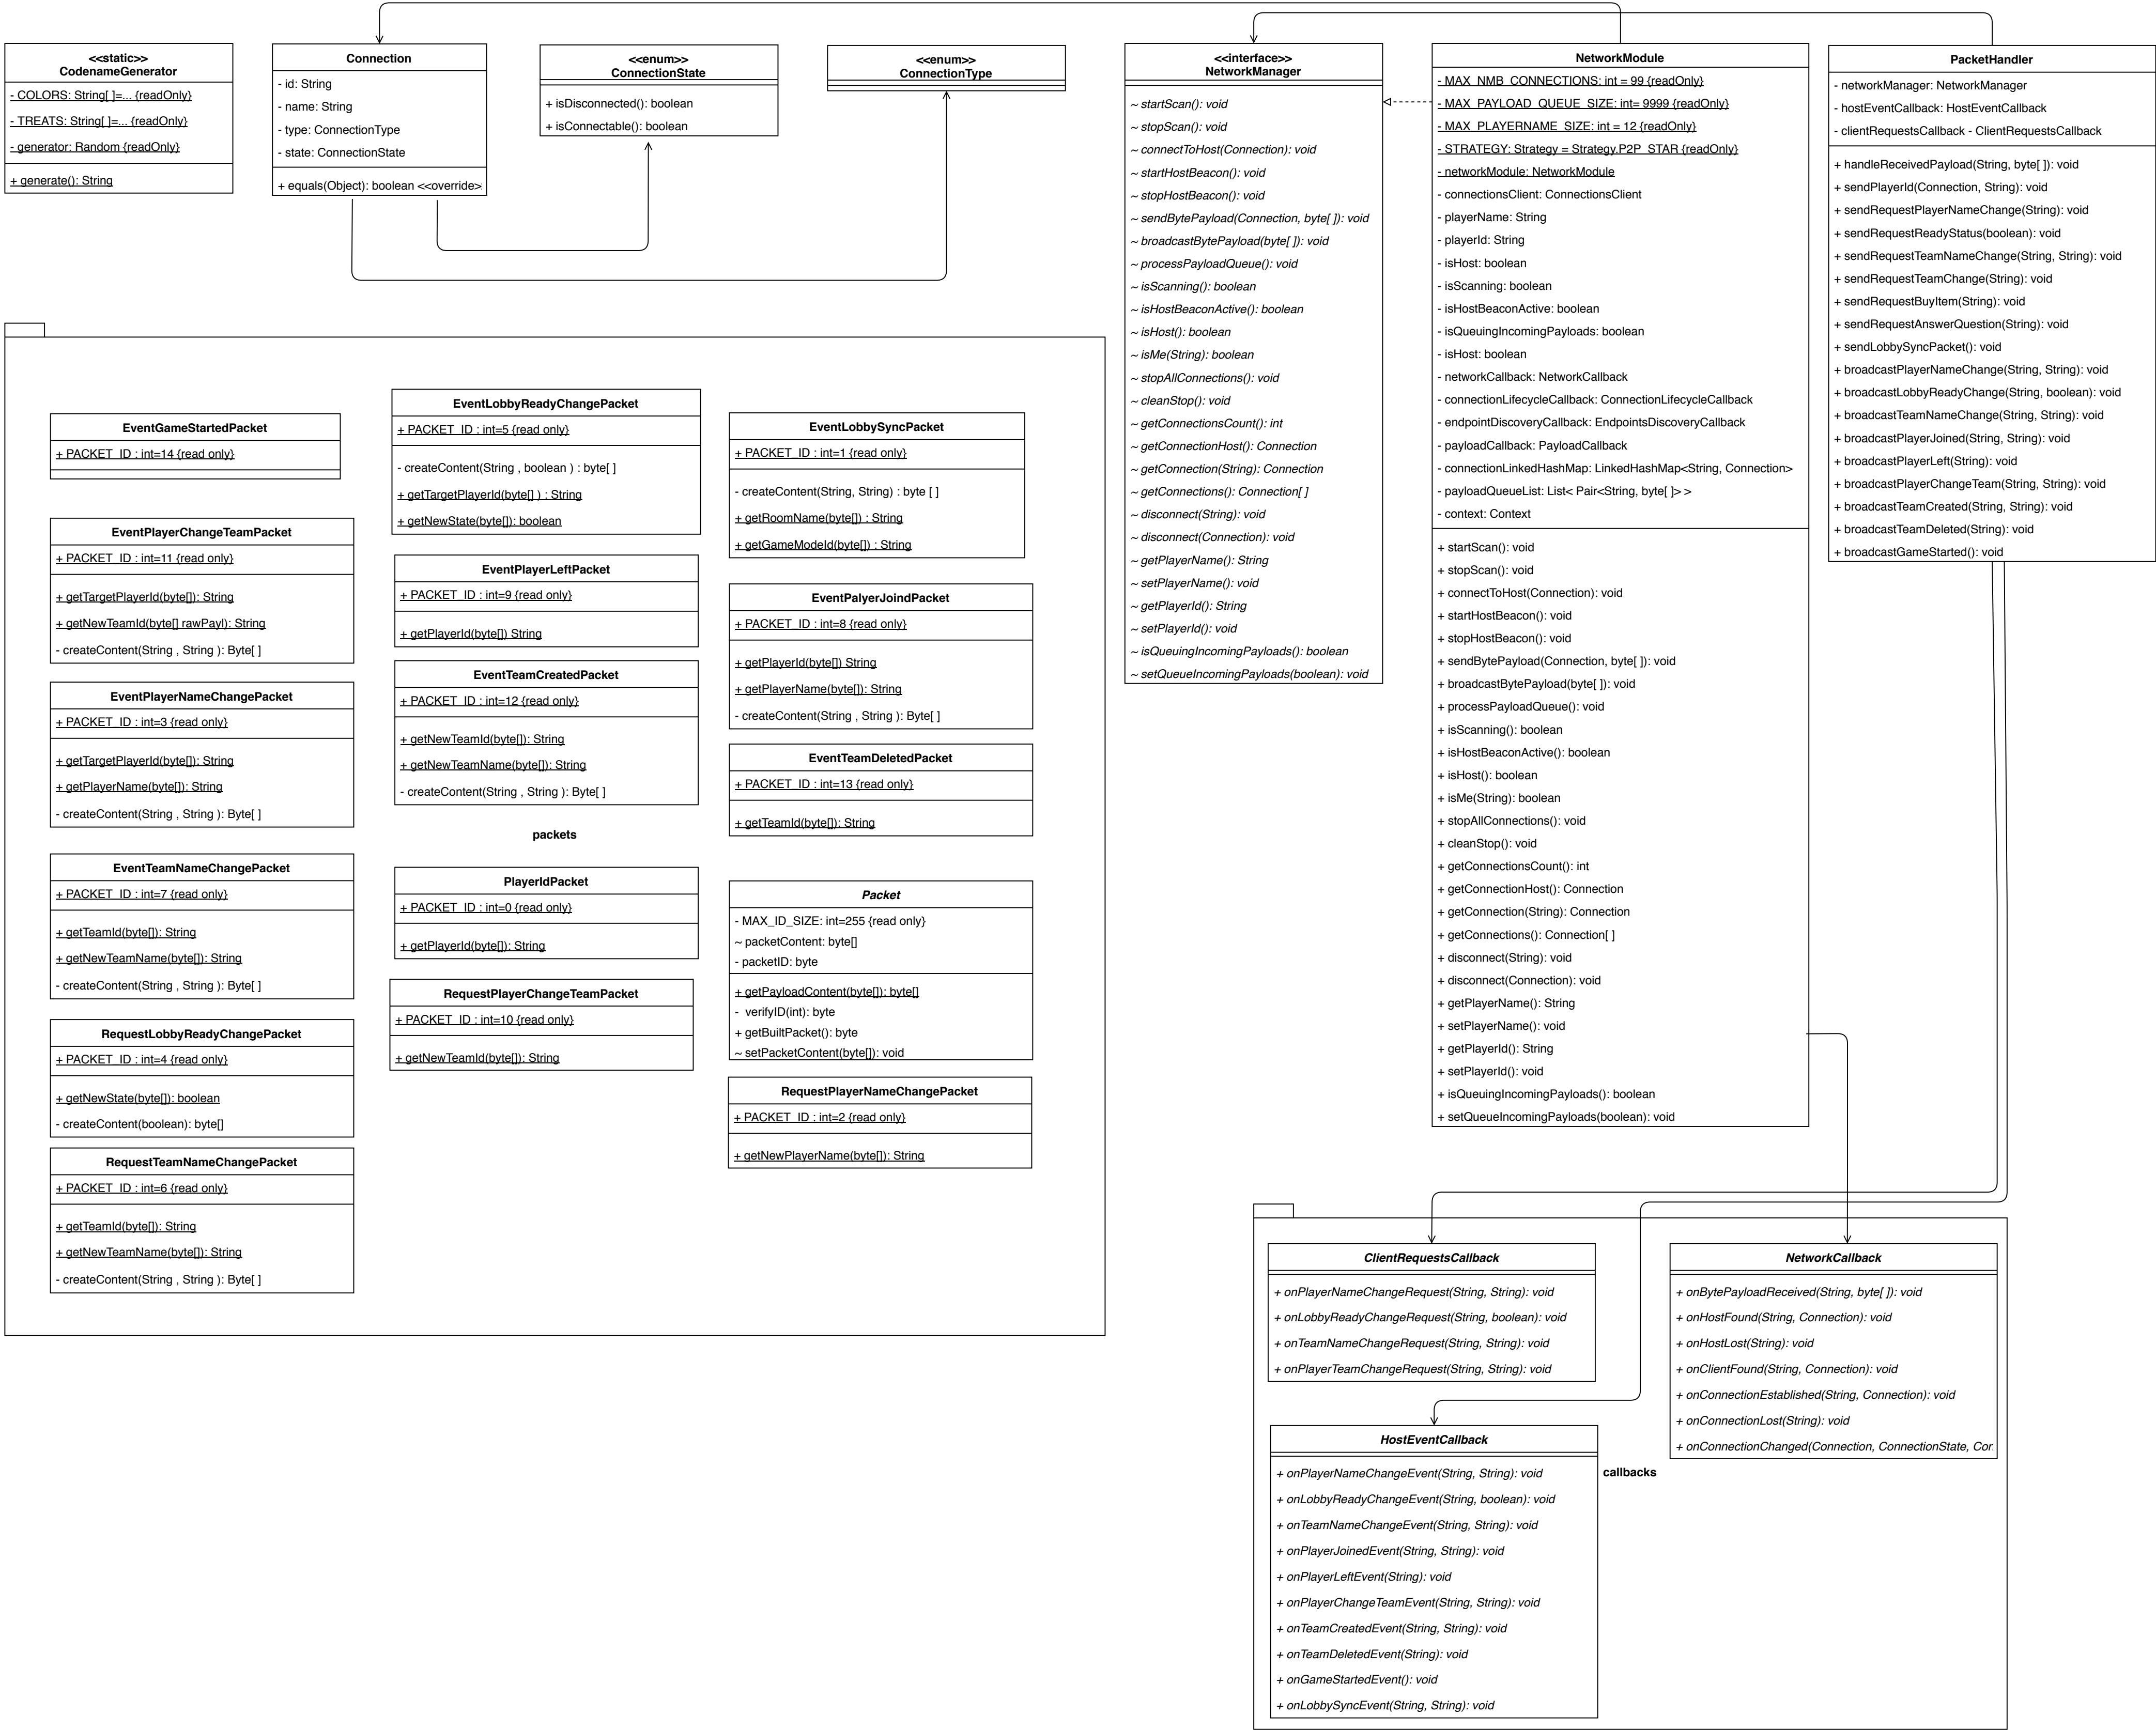 <<static>>
CodenameGenerator
- COLORS: String[ ]=... {readOnly}
- TREATS: String[ ]=... {readOnly}
- generator: Random {readOnly}
+ generate(): String
Connection
- id: String
- name: String
- type: ConnectionType
- state: ConnectionState
+ equals(Object): boolean <<override>
<<enum>>
ConnectionState
+ isDisconnected(): boolean
+ isConnectable(): boolean
<<enum>>
ConnectionType
<<interface>>
NetworkManager
~ startScan(): void
~ stopScan(): void
~ connectToHost(Connection): void
~ startHostBeacon(): void
~ stopHostBeacon(): void
~ sendBytePayload(Connection, byte[ ]): void
~ broadcastBytePayload(byte[ ]): void
~ processPayloadQueue(): void
~ isScanning(): boolean
~ isHostBeaconActive(): boolean
~ isHost(): boolean
~ isMe(String): boolean
~ stopAllConnections(): void
~ cleanStop(): void
~ getConnectionsCount(): int
~ getConnectionHost(): Connection
~ getConnection(String): Connection
~ getConnections(): Connection[ ]
~ disconnect(String): void
~ disconnect(Connection): void
~ getPlayerName(): String
~ setPlayerName(): void
~ getPlayerId(): String
~ setPlayerId(): void
~ isQueuingIncomingPayloads(): boolean
~ setQueueIncomingPayloads(boolean): void
NetworkModule
- MAX_NMB_CONNECTIONS: int = 99 {readOnly}
- MAX_PAYLOAD_QUEUE_SIZE: int= 9999 {readOnly}
- MAX_PLAYERNAME_SIZE: int = 12 {readOnly}
- STRATEGY: Strategy = Strategy.P2P_STAR {readOnly}
- networkModule: NetworkModule
- connectionsClient: ConnectionsClient
- playerName: String
- playerId: String
- isHost: boolean
- isScanning: boolean
- isHostBeaconActive: boolean
- isQueuingIncomingPayloads: boolean
- isHost: boolean
- networkCallback: NetworkCallback
- connectionLifecycleCallback: ConnectionLifecycleCallback
- endpointDiscoveryCallback: EndpointsDiscoveryCallback
- payloadCallback: PayloadCallback
- connectionLinkedHashMap: LinkedHashMap<String, Connection>
- payloadQueueList: List< Pair<String, byte[ ]> >
- context: Context
+ startScan(): void
+ stopScan(): void
+ connectToHost(Connection): void
+ startHostBeacon(): void
+ stopHostBeacon(): void
+ sendBytePayload(Connection, byte[ ]): void
+ broadcastBytePayload(byte[ ]): void
+ processPayloadQueue(): void
+ isScanning(): boolean
+ isHostBeaconActive(): boolean
+ isHost(): boolean
+ isMe(String): boolean
+ stopAllConnections(): void
+ cleanStop(): void
+ getConnectionsCount(): int
+ getConnectionHost(): Connection
+ getConnection(String): Connection
+ getConnections(): Connection[ ]
+ disconnect(String): void
+ disconnect(Connection): void
+ getPlayerName(): String
+ setPlayerName(): void
+ getPlayerId(): String
+ setPlayerId(): void
+ isQueuingIncomingPayloads(): boolean
+ setQueueIncomingPayloads(boolean): void
PacketHandler
- networkManager: NetworkManager
- hostEventCallback: HostEventCallback
- clientRequestsCallback - ClientRequestsCallback
+ handleReceivedPayload(String, byte[ ]): void
+ sendPlayerId(Connection, String): void
+ sendRequestPlayerNameChange(String): void
+ sendRequestReadyStatus(boolean): void
+ sendRequestTeamNameChange(String, String): void
+ sendRequestTeamChange(String): void
+ sendRequestBuyItem(String): void
+ sendRequestAnswerQuestion(String): void
+ sendLobbySyncPacket(): void
+ broadcastPlayerNameChange(String, String): void
+ broadcastLobbyReadyChange(String, boolean): void
+ broadcastTeamNameChange(String, String): void
+ broadcastPlayerJoined(String, String): void
+ broadcastPlayerLeft(String): void
+ broadcastPlayerChangeTeam(String, String): void
+ broadcastTeamCreated(String, String): void
+ broadcastTeamDeleted(String): void
+ broadcastGameStarted(): void
EventGameStartedPacket
+ PACKET_ID : int=14 {read only}
EventPlayerChangeTeamPacket
+ PACKET_ID : int=11 {read only}
+ getTargetPlayerId(byte[]): String
+ getNewTeamId(byte[] rawPayl): String
- createContent(String , String ): Byte[ ]
EventPlayerNameChangePacket
+ PACKET_ID : int=3 {read only}
+ getTargetPlayerId(byte[]): String
+ getPlayerName(byte[]): String
- createContent(String , String ): Byte[ ]
EventTeamNameChangePacket
+ PACKET_ID : int=7 {read only}
+ getTeamId(byte[]): String
+ getNewTeamName(byte[]): String
- createContent(String , String ): Byte[ ]
RequestLobbyReadyChangePacket
+ PACKET_ID : int=4 {read only}
+ getNewState(byte[]): boolean
- createContent(boolean): byte[]
RequestTeamNameChangePacket
+ PACKET_ID : int=6 {read only}
+ getTeamId(byte[]): String
+ getNewTeamName(byte[]): String
- createContent(String , String ): Byte[ ]
EventLobbyReadyChangePacket
+ PACKET_ID : int=5 {read only}
- createContent(String , boolean ) : byte[ ]
+ getTargetPlayerId(byte[] ) : String
+ getNewState(byte[]): boolean
EventPlayerLeftPacket
+ PACKET_ID : int=9 {read only}
+ getPlayerId(byte[]) String
EventTeamCreatedPacket
+ PACKET_ID : int=12 {read only}
+ getNewTeamId(byte[]): String
+ getNewTeamName(byte[]): String
- createContent(String , String ): Byte[ ]
packets
PlayerIdPacket
+ PACKET_ID : int=0 {read only}
+ getPlayerId(byte[]): String
RequestPlayerChangeTeamPacket
+ PACKET_ID : int=10 {read only}
+ getNewTeamId(byte[]): String
EventLobbySyncPacket
+ PACKET_ID : int=1 {read only}
- createContent(String, String) : byte [ ]
+ getRoomName(byte[]) : String
+ getGameModeId(byte[]) : String
EventPalyerJoindPacket
+ PACKET_ID : int=8 {read only}
+ getPlayerId(byte[]) String
+ getPlayerName(byte[]): String
- createContent(String , String ): Byte[ ]
EventTeamDeletedPacket
+ PACKET_ID : int=13 {read only}
+ getTeamId(byte[]): String
Packet
- MAX_ID_SIZE: int=255 {read only}
~ packetContent: byte[]
- packetID: byte
+ getPayloadContent(byte[]): byte[]
- verifyID(int): byte
+ getBuiltPacket(): byte
~ setPacketContent(byte[]): void
RequestPlayerNameChangePacket
+ PACKET_ID : int=2 {read only}
+ getNewPlayerName(byte[]): String
ClientRequestsCallback
+ onPlayerNameChangeRequest(String, String): void
+ onLobbyReadyChangeRequest(String, boolean): void
+ onTeamNameChangeRequest(String, String): void
+ onPlayerTeamChangeRequest(String, String): void
HostEventCallback
+ onPlayerNameChangeEvent(String, String): void
+ onLobbyReadyChangeEvent(String, boolean): void
+ onTeamNameChangeEvent(String, String): void
+ onPlayerJoinedEvent(String, String): void
+ onPlayerLeftEvent(String): void
+ onPlayerChangeTeamEvent(String, String): void
+ onTeamCreatedEvent(String, String): void
+ onTeamDeletedEvent(String): void
+ onGameStartedEvent(): void
+ onLobbySyncEvent(String, String): void
callbacks
NetworkCallback
+ onBytePayloadReceived(String, byte[ ]): void
+ onHostFound(String, Connection): void
+ onHostLost(String): void
+ onClientFound(String, Connection): void
+ onConnectionEstablished(String, Connection): void
+ onConnectionLost(String): void
+ onConnectionChanged(Connection, ConnectionState,